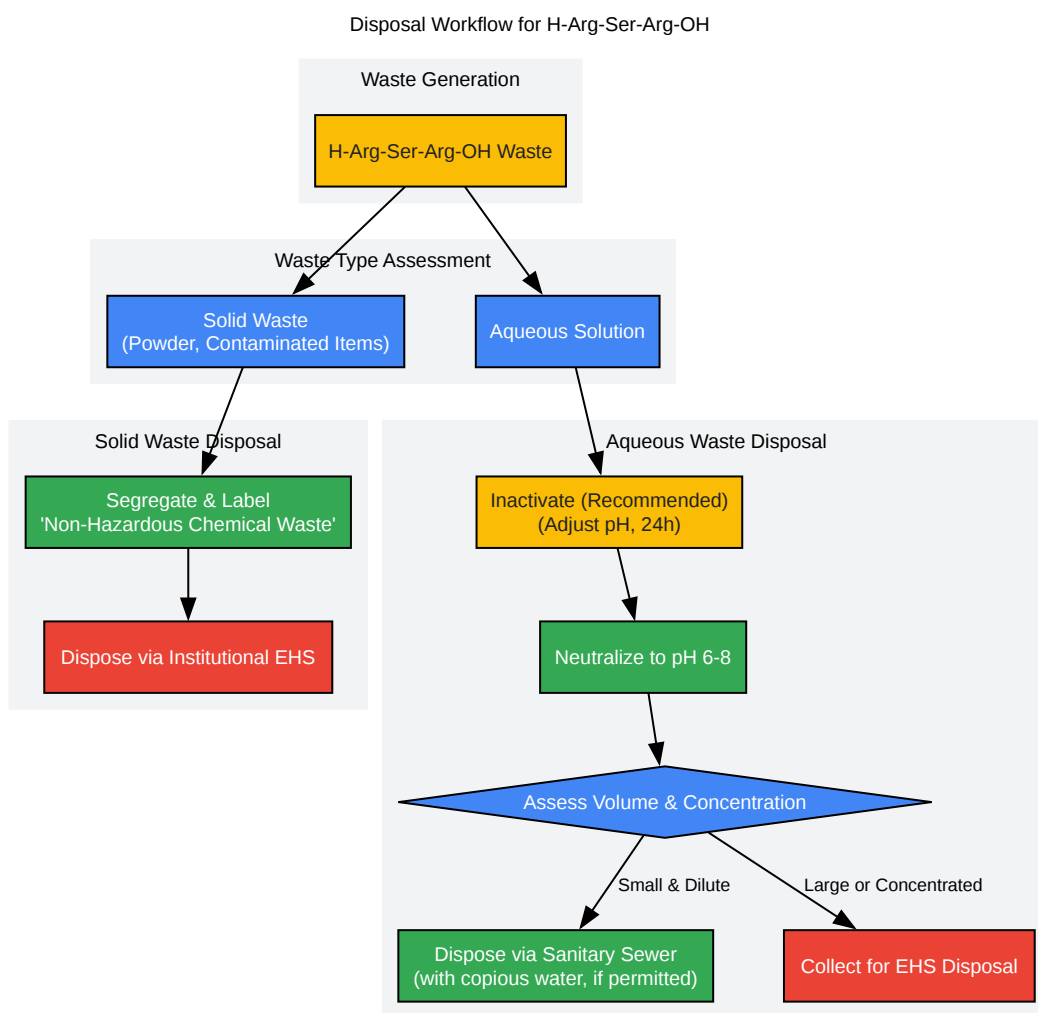 Disposal Workflow for H-Arg-Ser-Arg-OH
Waste Generation
H-Arg-Ser-Arg-OH Waste
Waste Type Assessment
Solid Waste
(Powder, Contaminated Items)
Aqueous Solution
Solid Waste Disposal
Segregate & Label
'Non-Hazardous Chemical Waste'
Dispose via Institutional EHS
Aqueous Waste Disposal
Inactivate (Recommended)
(Adjust pH, 24h)
Neutralize to pH 6-8
Assess Volume & Concentration
Small & Dilute
Large or Concentrated
Dispose via Sanitary Sewer
(with copious water, if permitted)
Collect for EHS Disposal